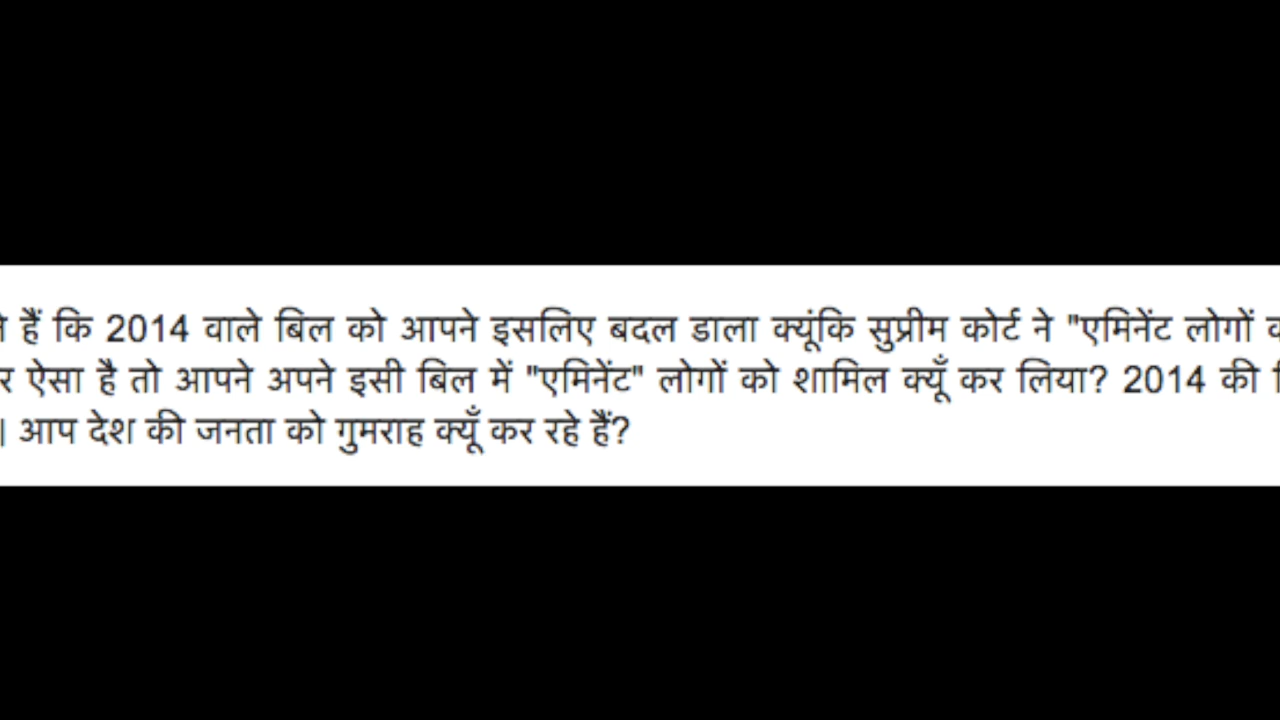 हैं कि 2014 वाले बिल को आपने इसलिए बदल डाला क्यूंकि सुप्रीम कोर्ट ने "एमिनेंट लोगों
ऐसा है तो आपने अपने इसी बिल में "एमिनेंट" लोगों को शामिल क्यूँ कर लिया? 2014 की
। आप देश की जनता को गुमराह क्यूँ कर रहे हैं?